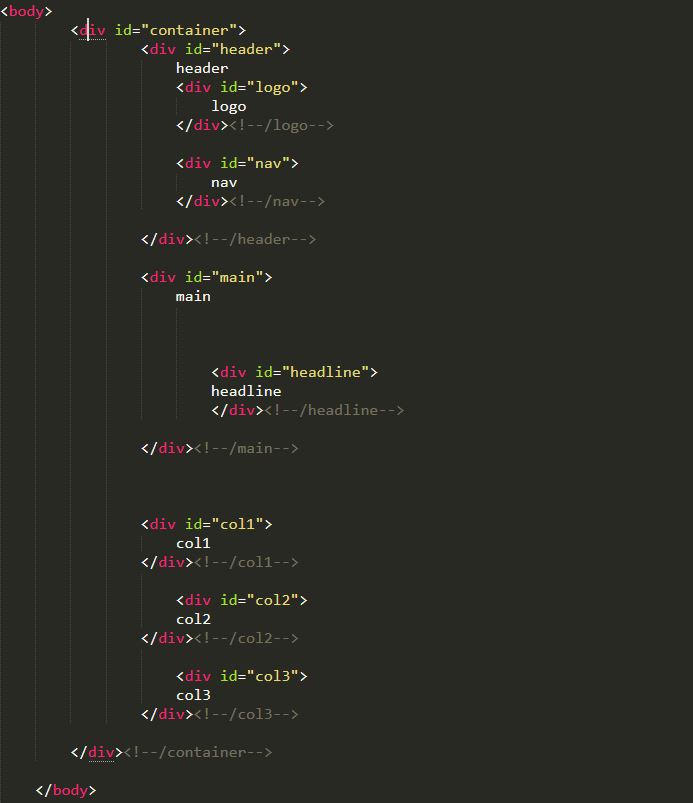 <body>
<div id="container">
<div id="header">
header
<div id="logo">
logo
</div><!--/logo-->
<div id="nav">
nav
</div><!--/nav-->
</div><!--/header-->
<div id="main">
main
<div id="headline">
headline
</div><!--/headline-->
</div><!--/main-->
<div id="col1">
col1
</div><!--/col1-->
<div id="col2">
col2
</div><!--/col2-->
<div id="col3">
col3
</div><!--/col3-->
</div><!--/container-->
</body>